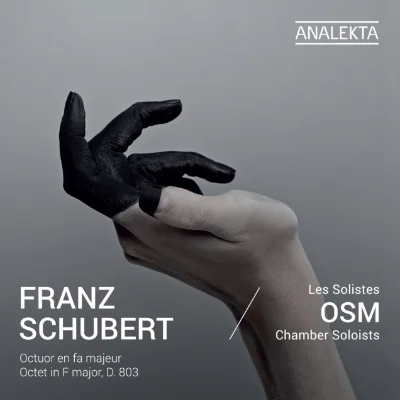 ANALEKTA
FRANZ
SCHUBERT
Octuor en fa majeur
Octet in F major, D. 803
Les Solistes
OSM
Chamber Soloists